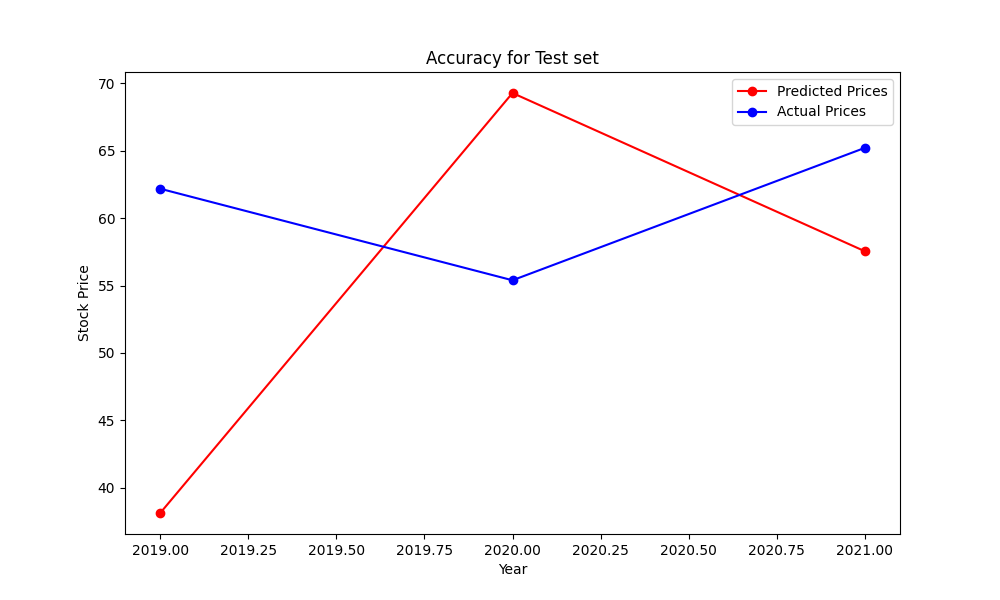 Accuracy for Test set
Predicted Prices
Actual Prices
Stock Price
70
65
60
55
50
45
40
2019.00 2019.25 2019.50 2019.75 2020.00 2020.25 2020.50 2020.75 2021.00
Year